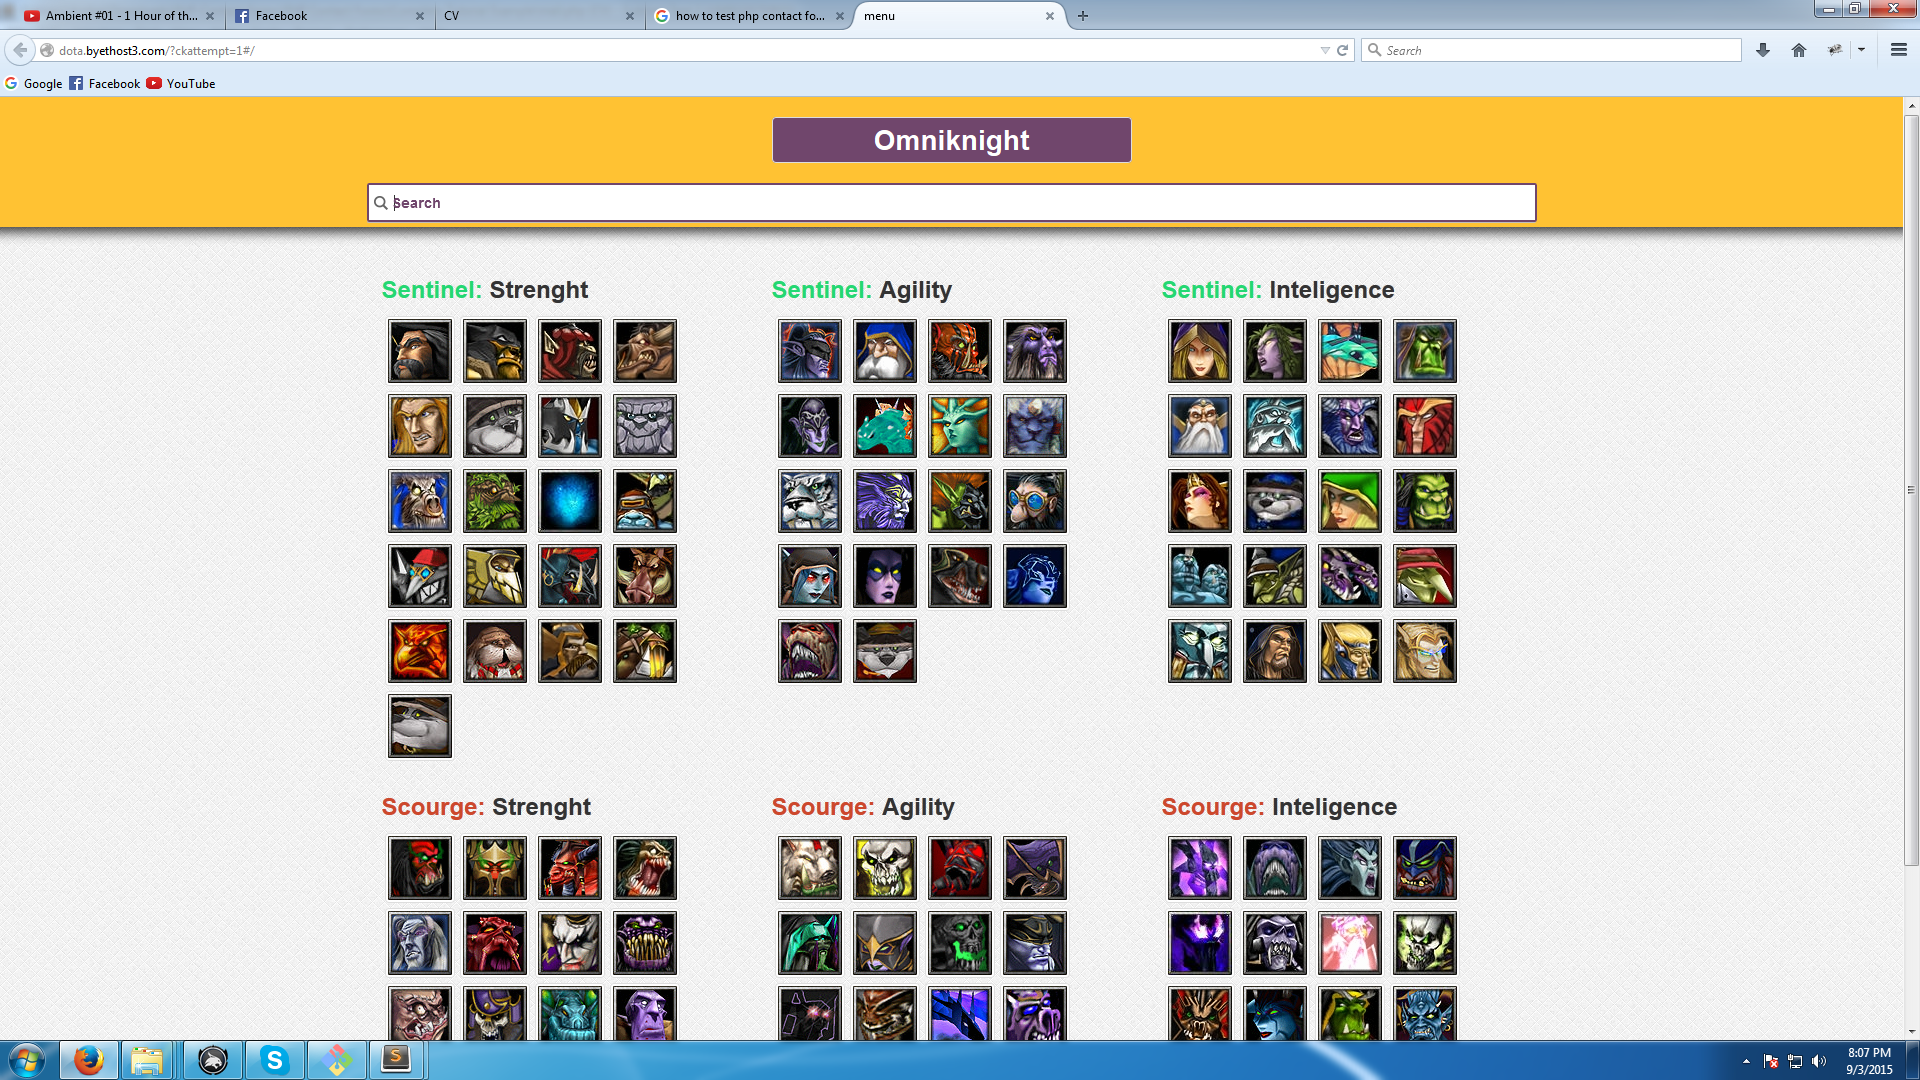 Ambient #01 - 1 Hour of th...
Facebook
CV
how to test php contact fo...
menu
dota.byethost3.com/?ckattempt=1#/
Search
Google
Facebook
YouTube
Omniknight
Search
Sentinel: Strenght
Sentinel: Agility
Sentinel: Inteligence
Scourge: Strenght
Scourge: Agility
Scourge: Inteligence
8:07 PM
9/3/2015